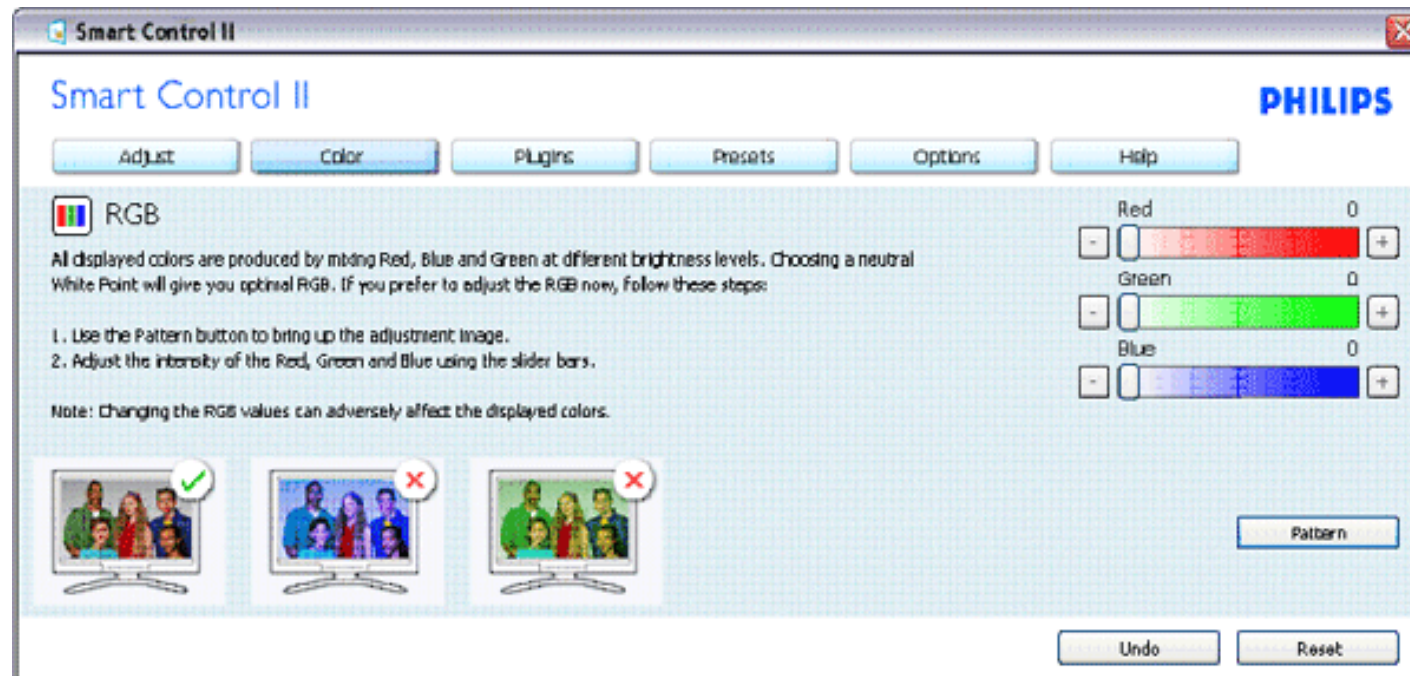 Smart Control II
Smart Control II
PHILIPS
Adjust
Color
Plugins
Presets
Options
Help
RGB
All displayed colors are produced by mixing Red, Blue and Green at different brightness levels. Choosing a neutral
White Point will give you optimal RGB. If you prefer to adjust the RGB now, follow these steps:
1. Use the Pattern button to bring up the adjustment image.
2. Adjust the intensity of the Red, Green and Blue using the slider bars.
Note: Changing the RGB values can adversely affect the displayed colors.
Red 0
- +
Green 0
- +
Blue 0
- +
Pattern
Undo
Reset